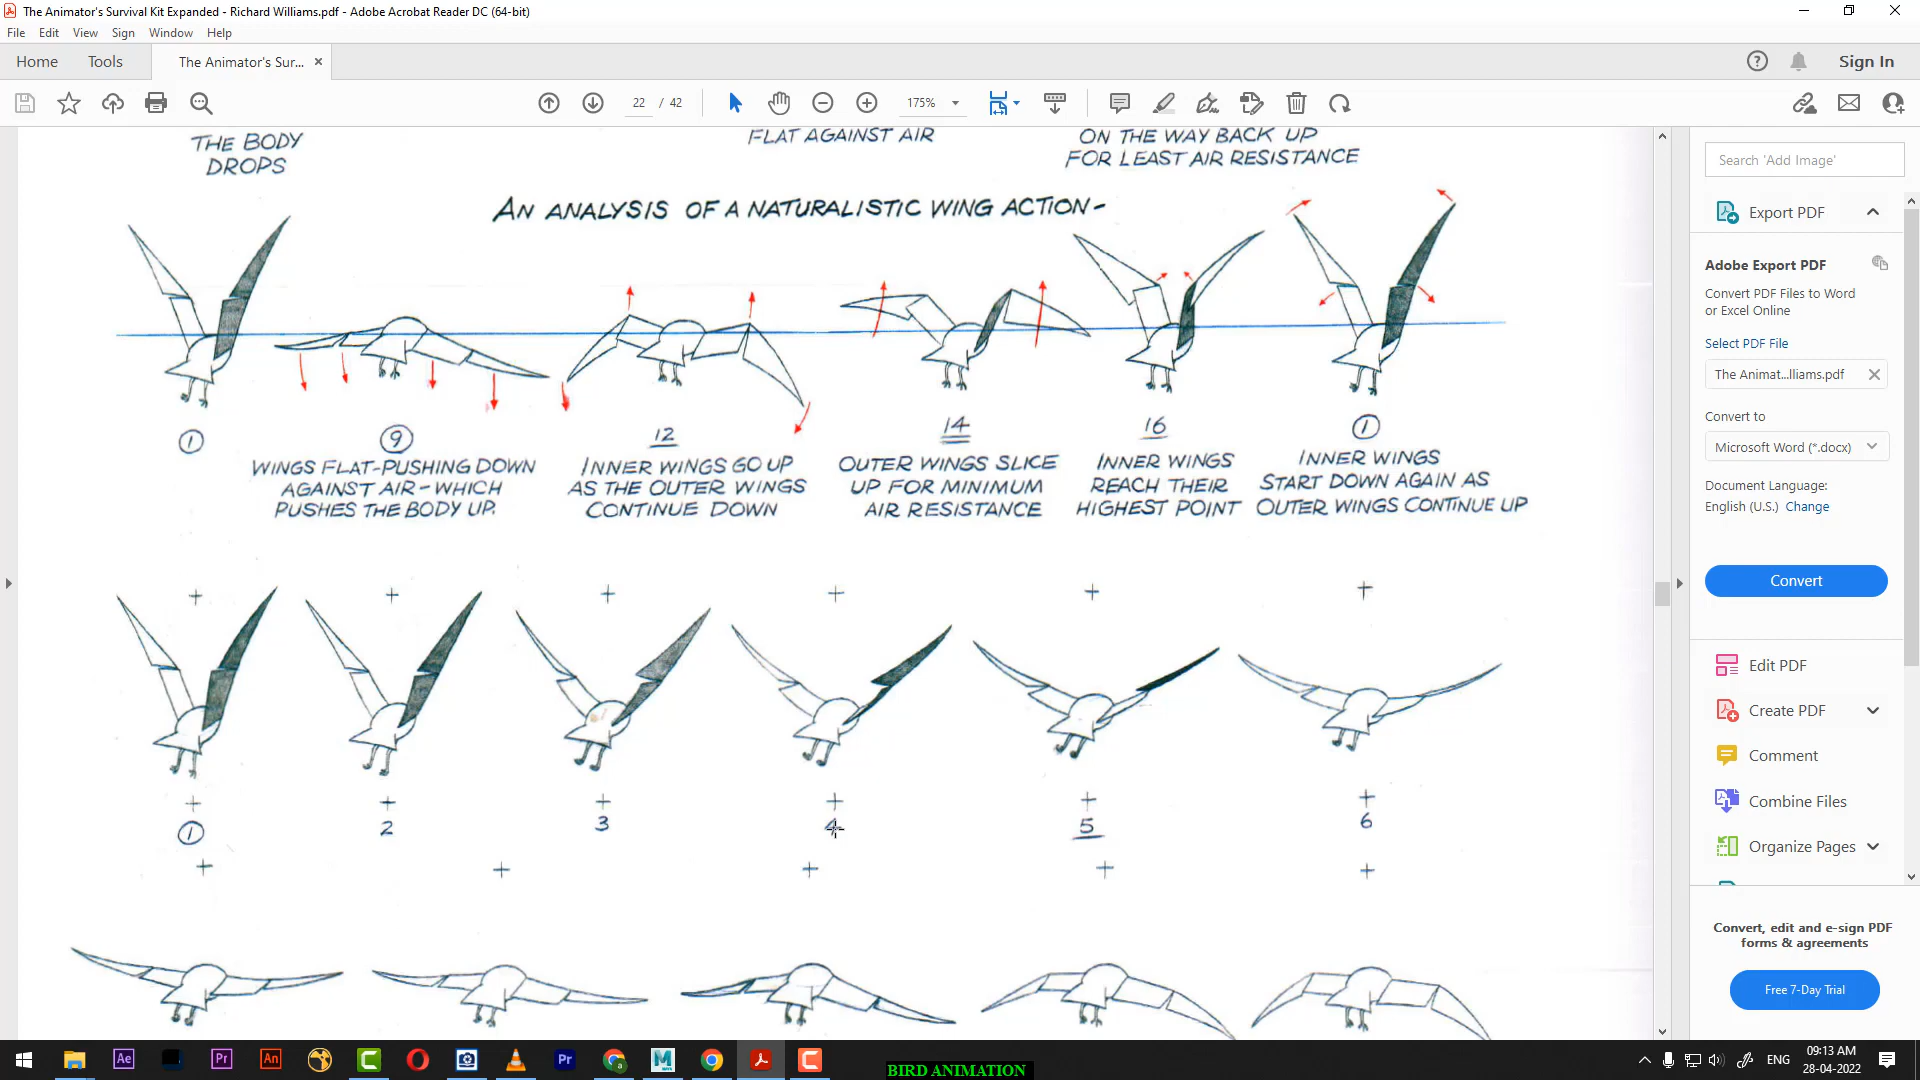 The Animator's Survival Kit Expanded - Richard Williams.pdf - Adobe Acrobat Reader DC (64-bit)
File Edit View Sign Window Help
Home Tools The Animator's Sur... ×
Sign In
22 / 42
175%
THE BODY
DROPS
FLAT AGAINST AIR
ON THE WAY BACK UP
FOR LEAST AIR RESISTANCE
AN ANALYSIS OF A NATURALISTIC WING ACTION-
1
9
WINGS FLAT-PUSHING DOWN
AGAINST AIR-WHICH
PUSHES THE BODY UP.
12
INNER WINGS GO UP
AS THE OUTER WINGS
CONTINUE DOWN
14
OUTER WINGS SLICE
UP FOR MINIMUM
AIR RESISTANCE
16
INNER WINGS
REACH THEIR
HIGHEST POINT
1
INNER WINGS
START DOWN AGAIN AS
OUTER WINGS CONTINUE UP
1 2 3 4 5 6
Search 'Add Image'
Export PDF
Adobe Export PDF
Convert PDF Files to Word
or Excel Online
Select PDF File
The Animat...lliams.pdf
Convert to
Microsoft Word (*.docx)
Document Language:
English (U.S.) Change
Convert
Edit PDF
Create PDF
Comment
Combine Files
Organize Pages
Convert, edit and e-sign PDF
forms & agreements
Free 7-Day Trial
Ae Pr An Pr
BIRD ANIMATION
ENG
09:13 AM
28-04-2022